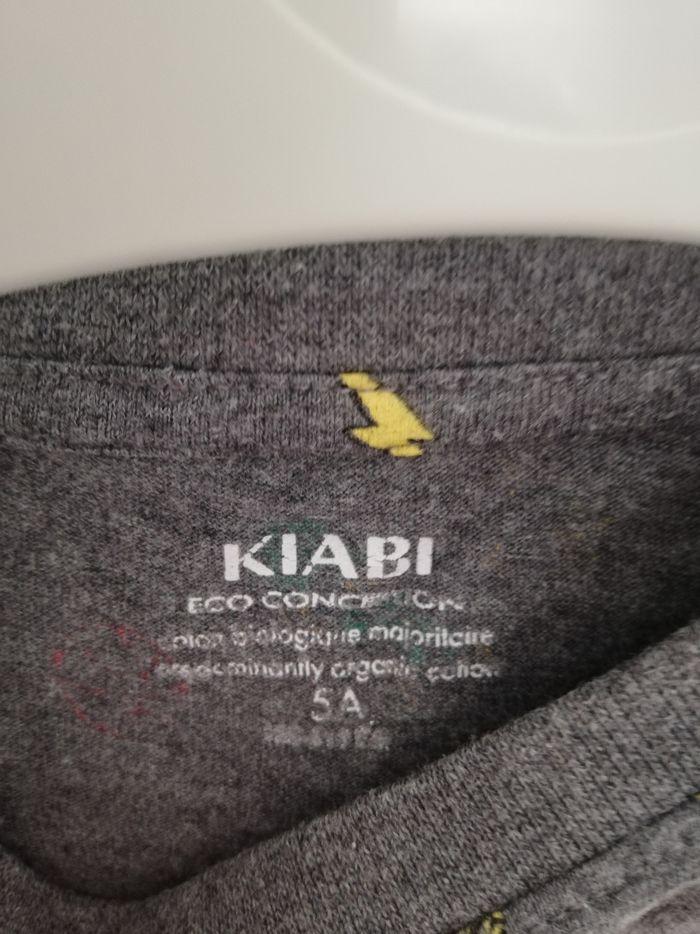 KIABI
ECO CONCEPTION
coton biologique majoritaire
predominantly organic cotton
5A